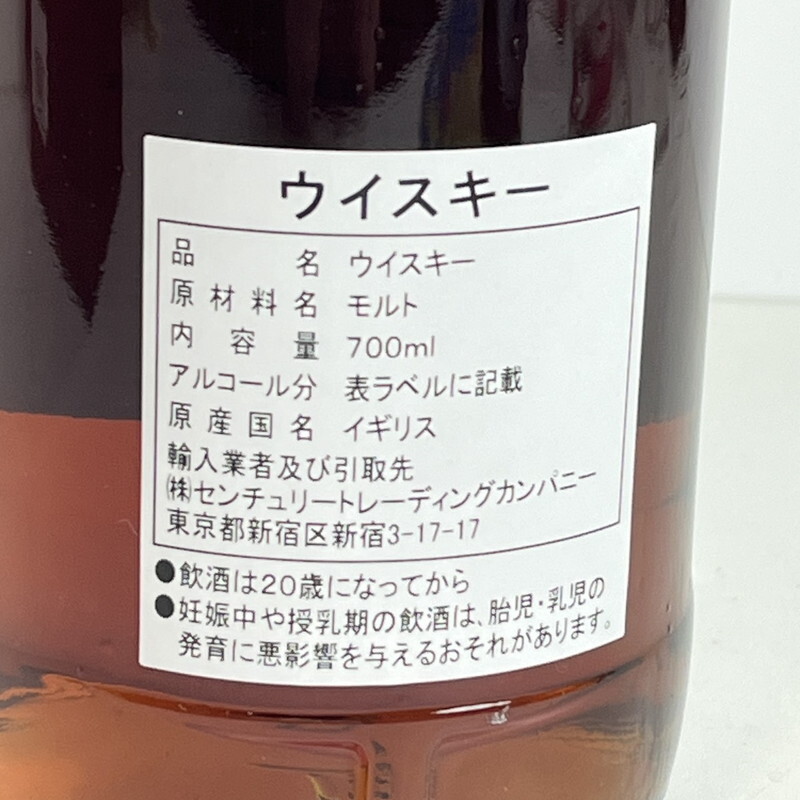 ウイスキー
品名 ウイスキー
原材料名 モルト
内容量 700ml
アルコール分 表ラベルに記載
原産国名 イギリス
輸入業者及び引取先
㈱センチュリートレーディングカンパニー
東京都新宿区新宿3-17-17
●飲酒は20歳になってから
●妊娠中や授乳期の飲酒は、胎児・乳児の
発育に悪影響を与えるおそれがあります。